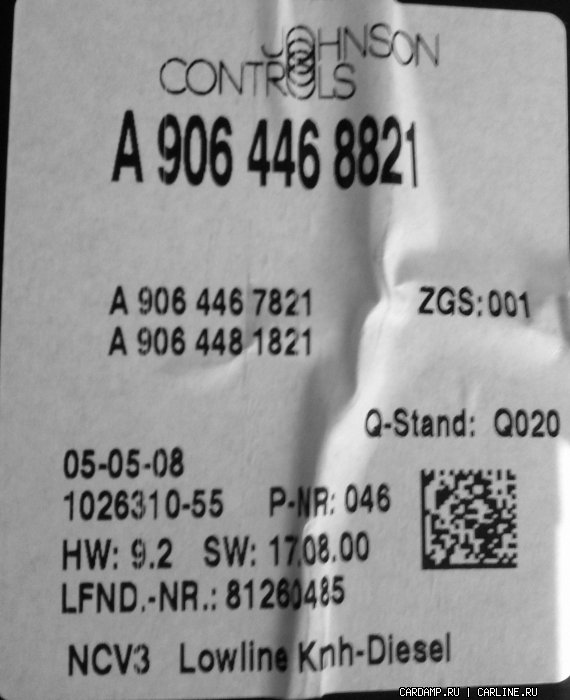 JOHNSON
CONTROLS
A 906 446 8821
A 906 446 7821 ZGS:001
A 906 448 1821
Q-Stand: Q020
05-05-08
1026310-55 P-NR: 046
HW: 9.2 SW: 17.08.00
LFND.-NR.: 81260485
NCV3 Lowline Knh-Diesel
CARDAMP.RU | CARLINE.RU